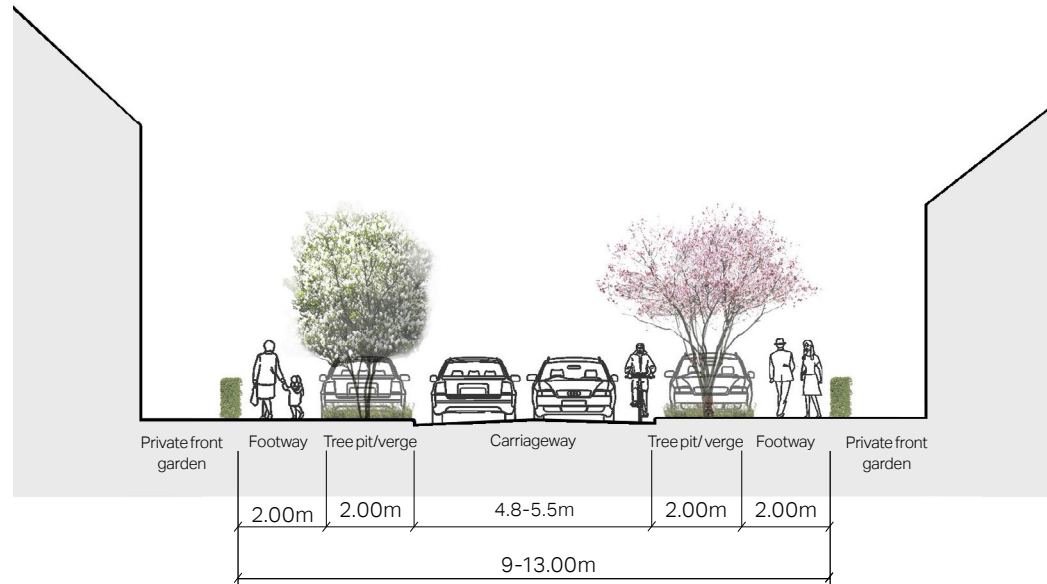 Private front
garden
Footway
Tree pit/verge
Carriageway
Tree pit/ verge
Footway
Private front
garden
2.00m
2.00m
4.8-5.5m
2.00m
2.00m
9-13.00m